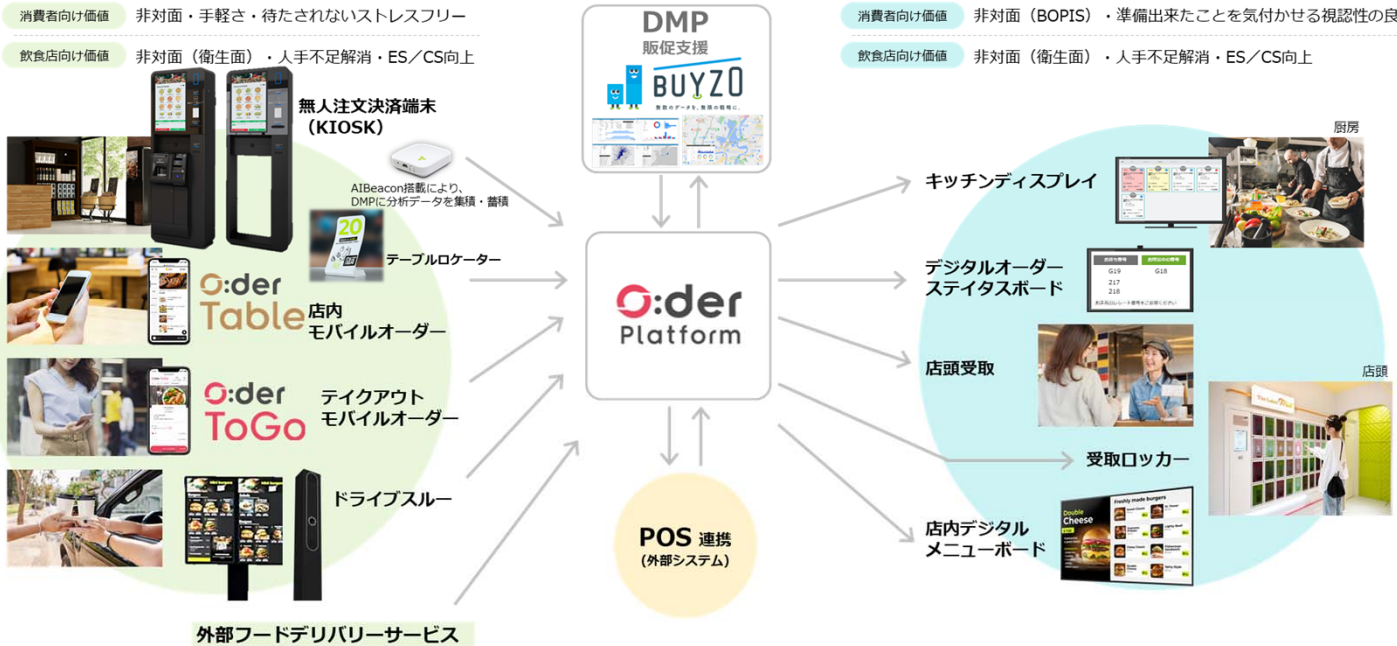 消費者向け価値 非対面・手軽さ・待たされないストレスフリー
飲食店向け価値 非対面（衛生面）・人手不足解消・ES／CS向上
無人注文決済端末
（KIOSK）
AIBeacon搭載により、
DMPに分析データを集積・蓄積
20
テーブルロケーター
O:der
Table
店内
モバイルオーダー
O:der
ToGo
テイクアウト
モバイルオーダー
ドライブスルー
外部フードデリバリーサービス
DMP
販促支援
BUYZO
無数のデータを、無限の戦略に。
O:der
Platform
POS 連携
(外部システム)
消費者向け価値 非対面（BOPIS）・準備出来たことを気付かせる視認性の良
飲食店向け価値 非対面（衛生面）・人手不足解消・ES／CS向上
厨房
キッチンディスプレイ
デジタルオーダー
ステイタスボード
G19 G18
217
218
店頭受取
店頭
受取ロッカー
店内デジタル
メニューボード
Freshly made burgers
Double
Cheese